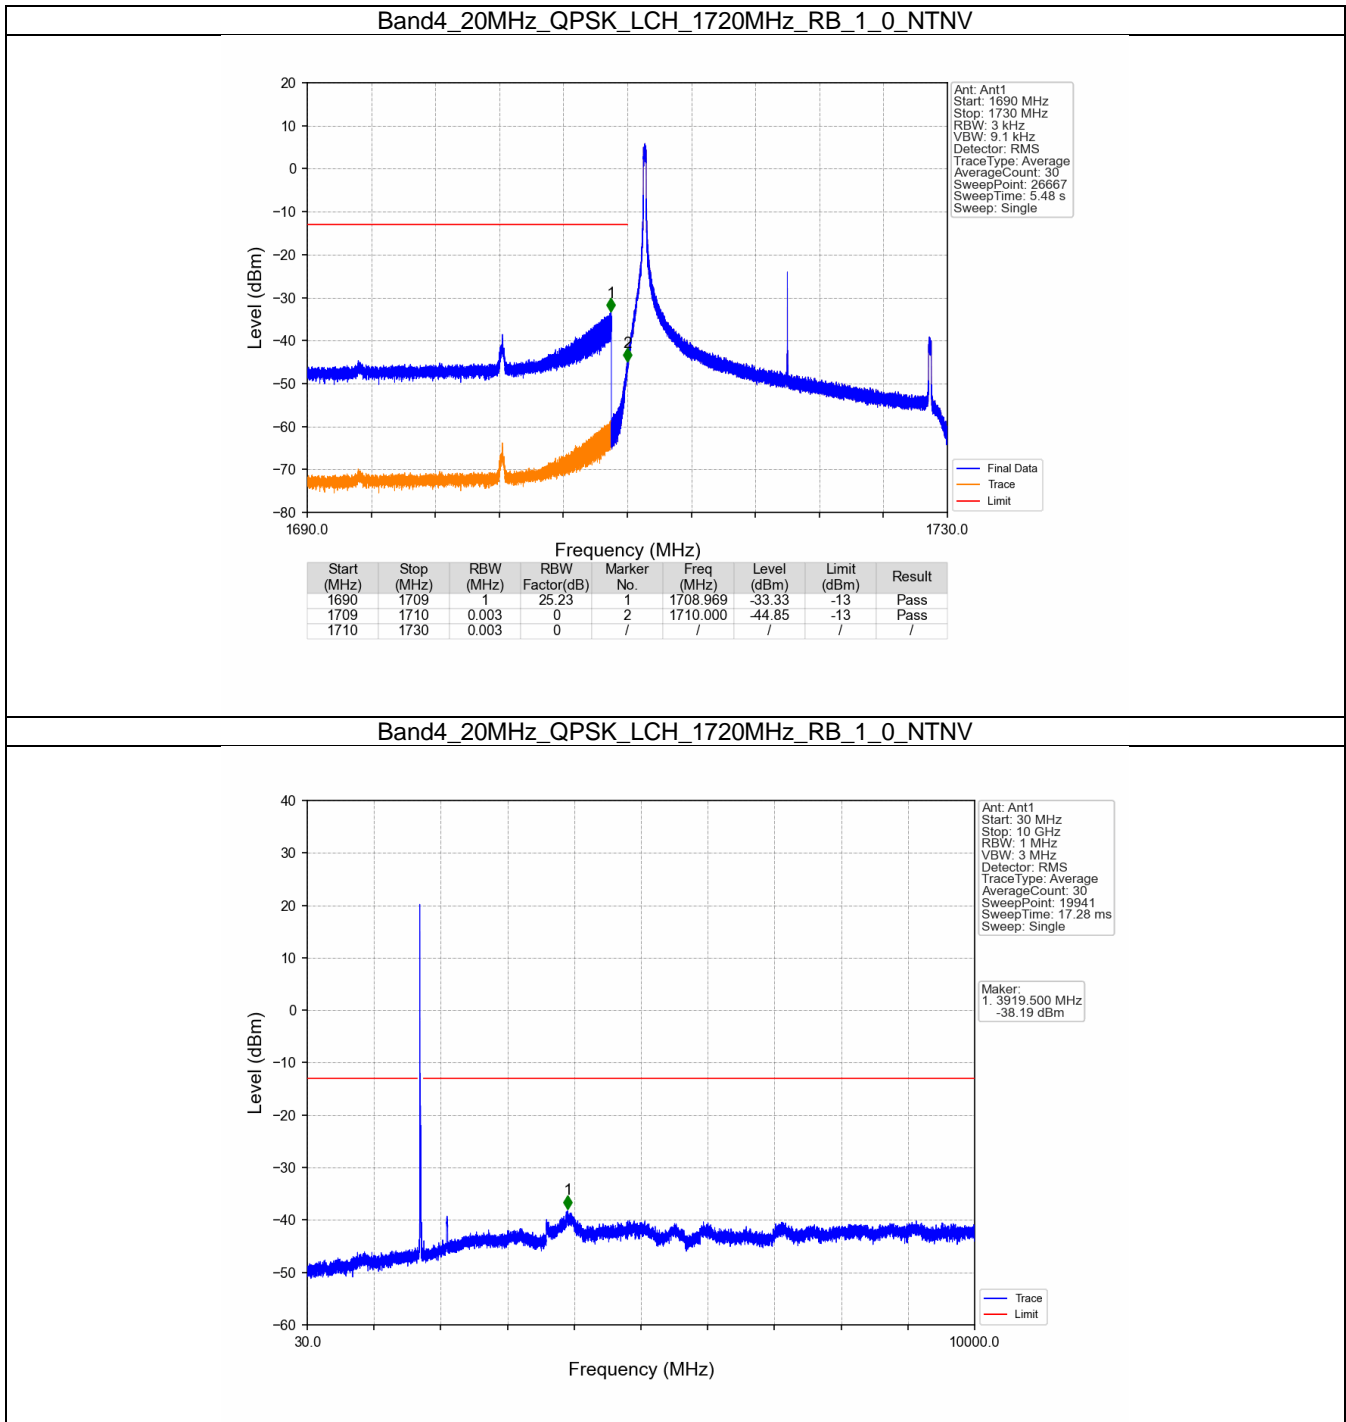 Band4_20MHz_QPSK_LCH_1720MHz_RB_1_0_NTNV
20
10
0
−10
−20
−30
−40
−50
−60
−70
−80
Level (dBm)
1
2
1690.0
1730.0
Frequency (MHz)
Ant: Ant1
Start: 1690 MHz
Stop: 1730 MHz
RBW: 3 kHz
VBW: 9.1 kHz
Detector: RMS
TraceType: Average
AverageCount: 30
SweepPoint: 26667
SweepTime: 5.48 s
Sweep: Single
Final Data
Trace
Limit
Start (MHz) Stop (MHz) RBW (MHz) RBW Factor(dB) Marker No. Freq (MHz) Level (dBm) Limit (dBm) Result
1690 1709 1 25.23 1 1708.969 -33.33 -13 Pass
1709 1710 0.003 0 2 1710.000 -44.85 -13 Pass
1710 1730 0.003 0 / / / / /
Band4_20MHz_QPSK_LCH_1720MHz_RB_1_0_NTNV
40
30
20
10
0
−10
−20
−30
−40
−50
−60
Level (dBm)
1
30.0
10000.0
Frequency (MHz)
Ant: Ant1
Start: 30 MHz
Stop: 10 GHz
RBW: 1 MHz
VBW: 3 MHz
Detector: RMS
TraceType: Average
AverageCount: 30
SweepPoint: 19941
SweepTime: 17.28 ms
Sweep: Single
Maker:
1. 3919.500 MHz
-38.19 dBm
Trace
Limit